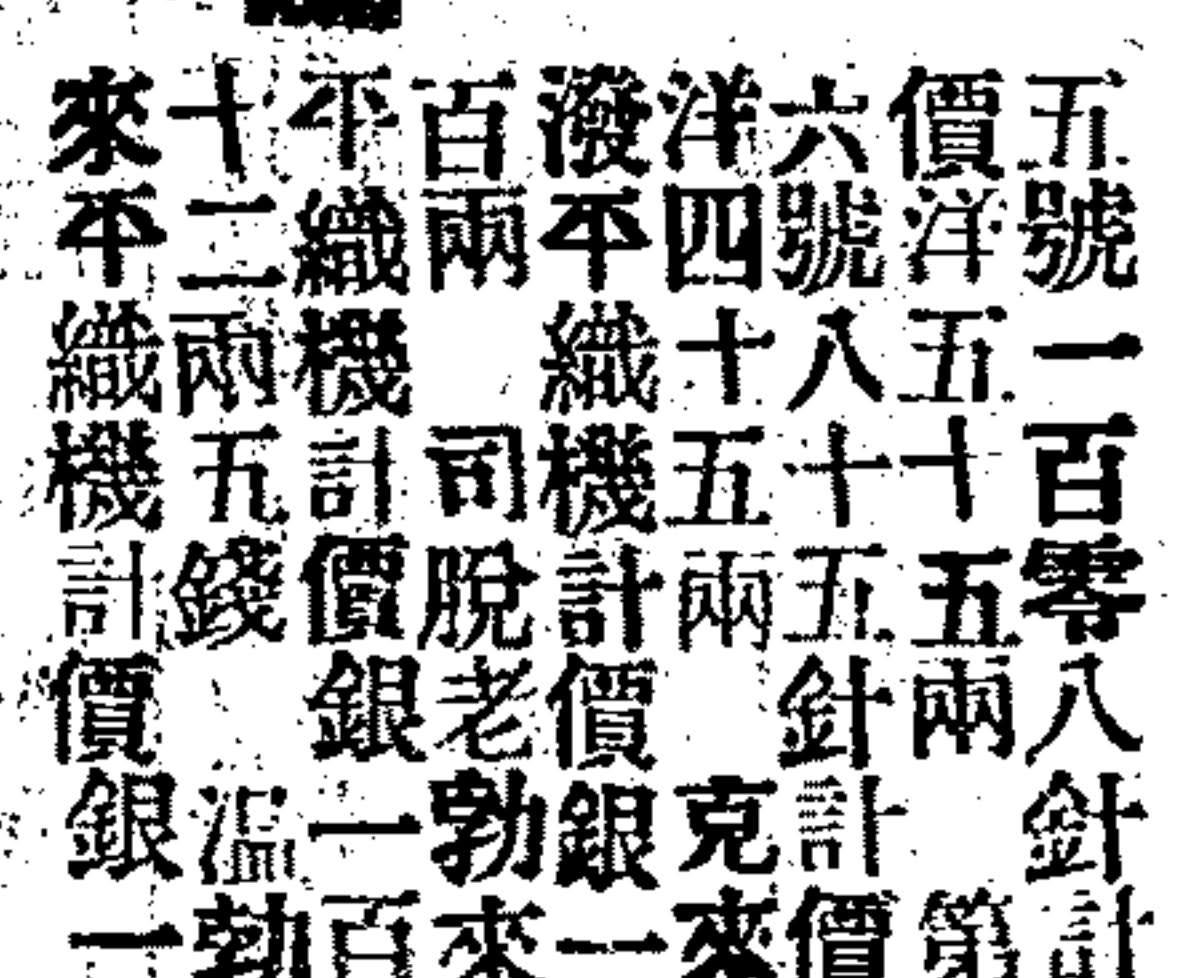 五號一百零八針計
價洋五十五兩　第
六號八十五針計價
洋四十五兩　克來
潑平織機計價銀一
百兩　司脫老勃來
平織機計價銀一百
十二兩五錢　溫勃
來平織機計價銀一